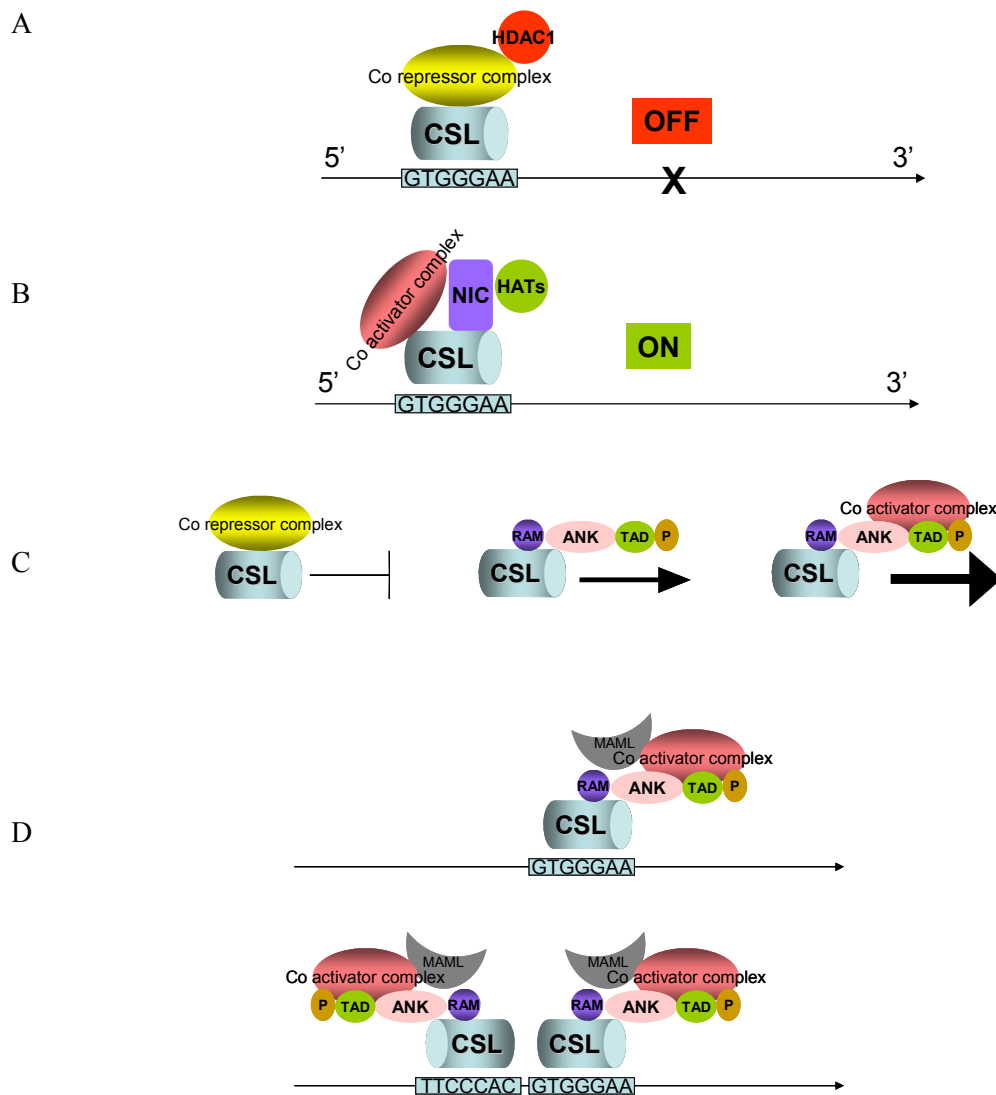 A
HDAC1
Co repressor complex
CSL
OFF
5’ 3’
GTGGGAA
X
B
Co activator complex
NIC
HATs
CSL
ON
5’ 3’
GTGGGAA
C
Co repressor complex
CSL
RAM ANK TAD P
CSL
Co activator complex
RAM ANK TAD P
CSL
D
MAML
Co activator complex
RAM ANK TAD P
CSL
GTGGGAA
MAML MAML
Co activator complex Co activator complex
P TAD ANK RAM RAM ANK TAD P
CSL CSL
TTCCCAC GTGGGAA